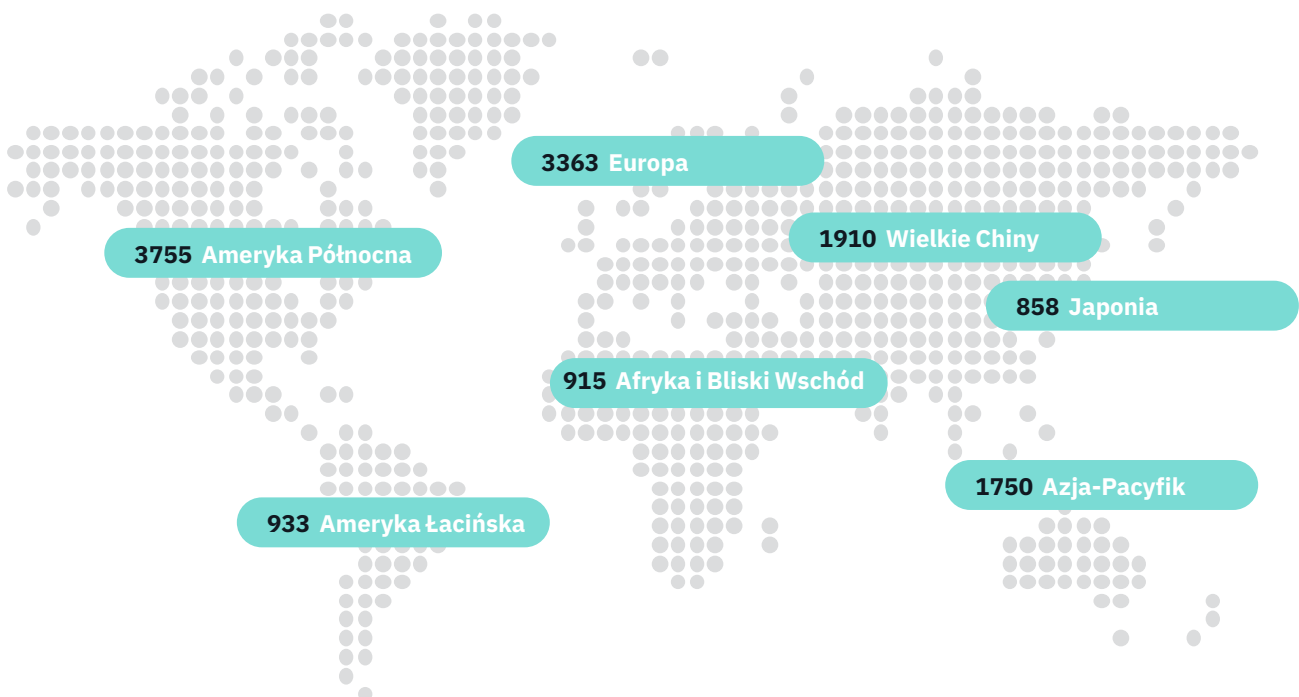 3363 Europa
1910 Wielkie Chiny
3755 Ameryka Północna
858 Japonia
915 Afryka i Bliski Wschód
1750 Azja-Pacyfik
933 Ameryka Łacińska